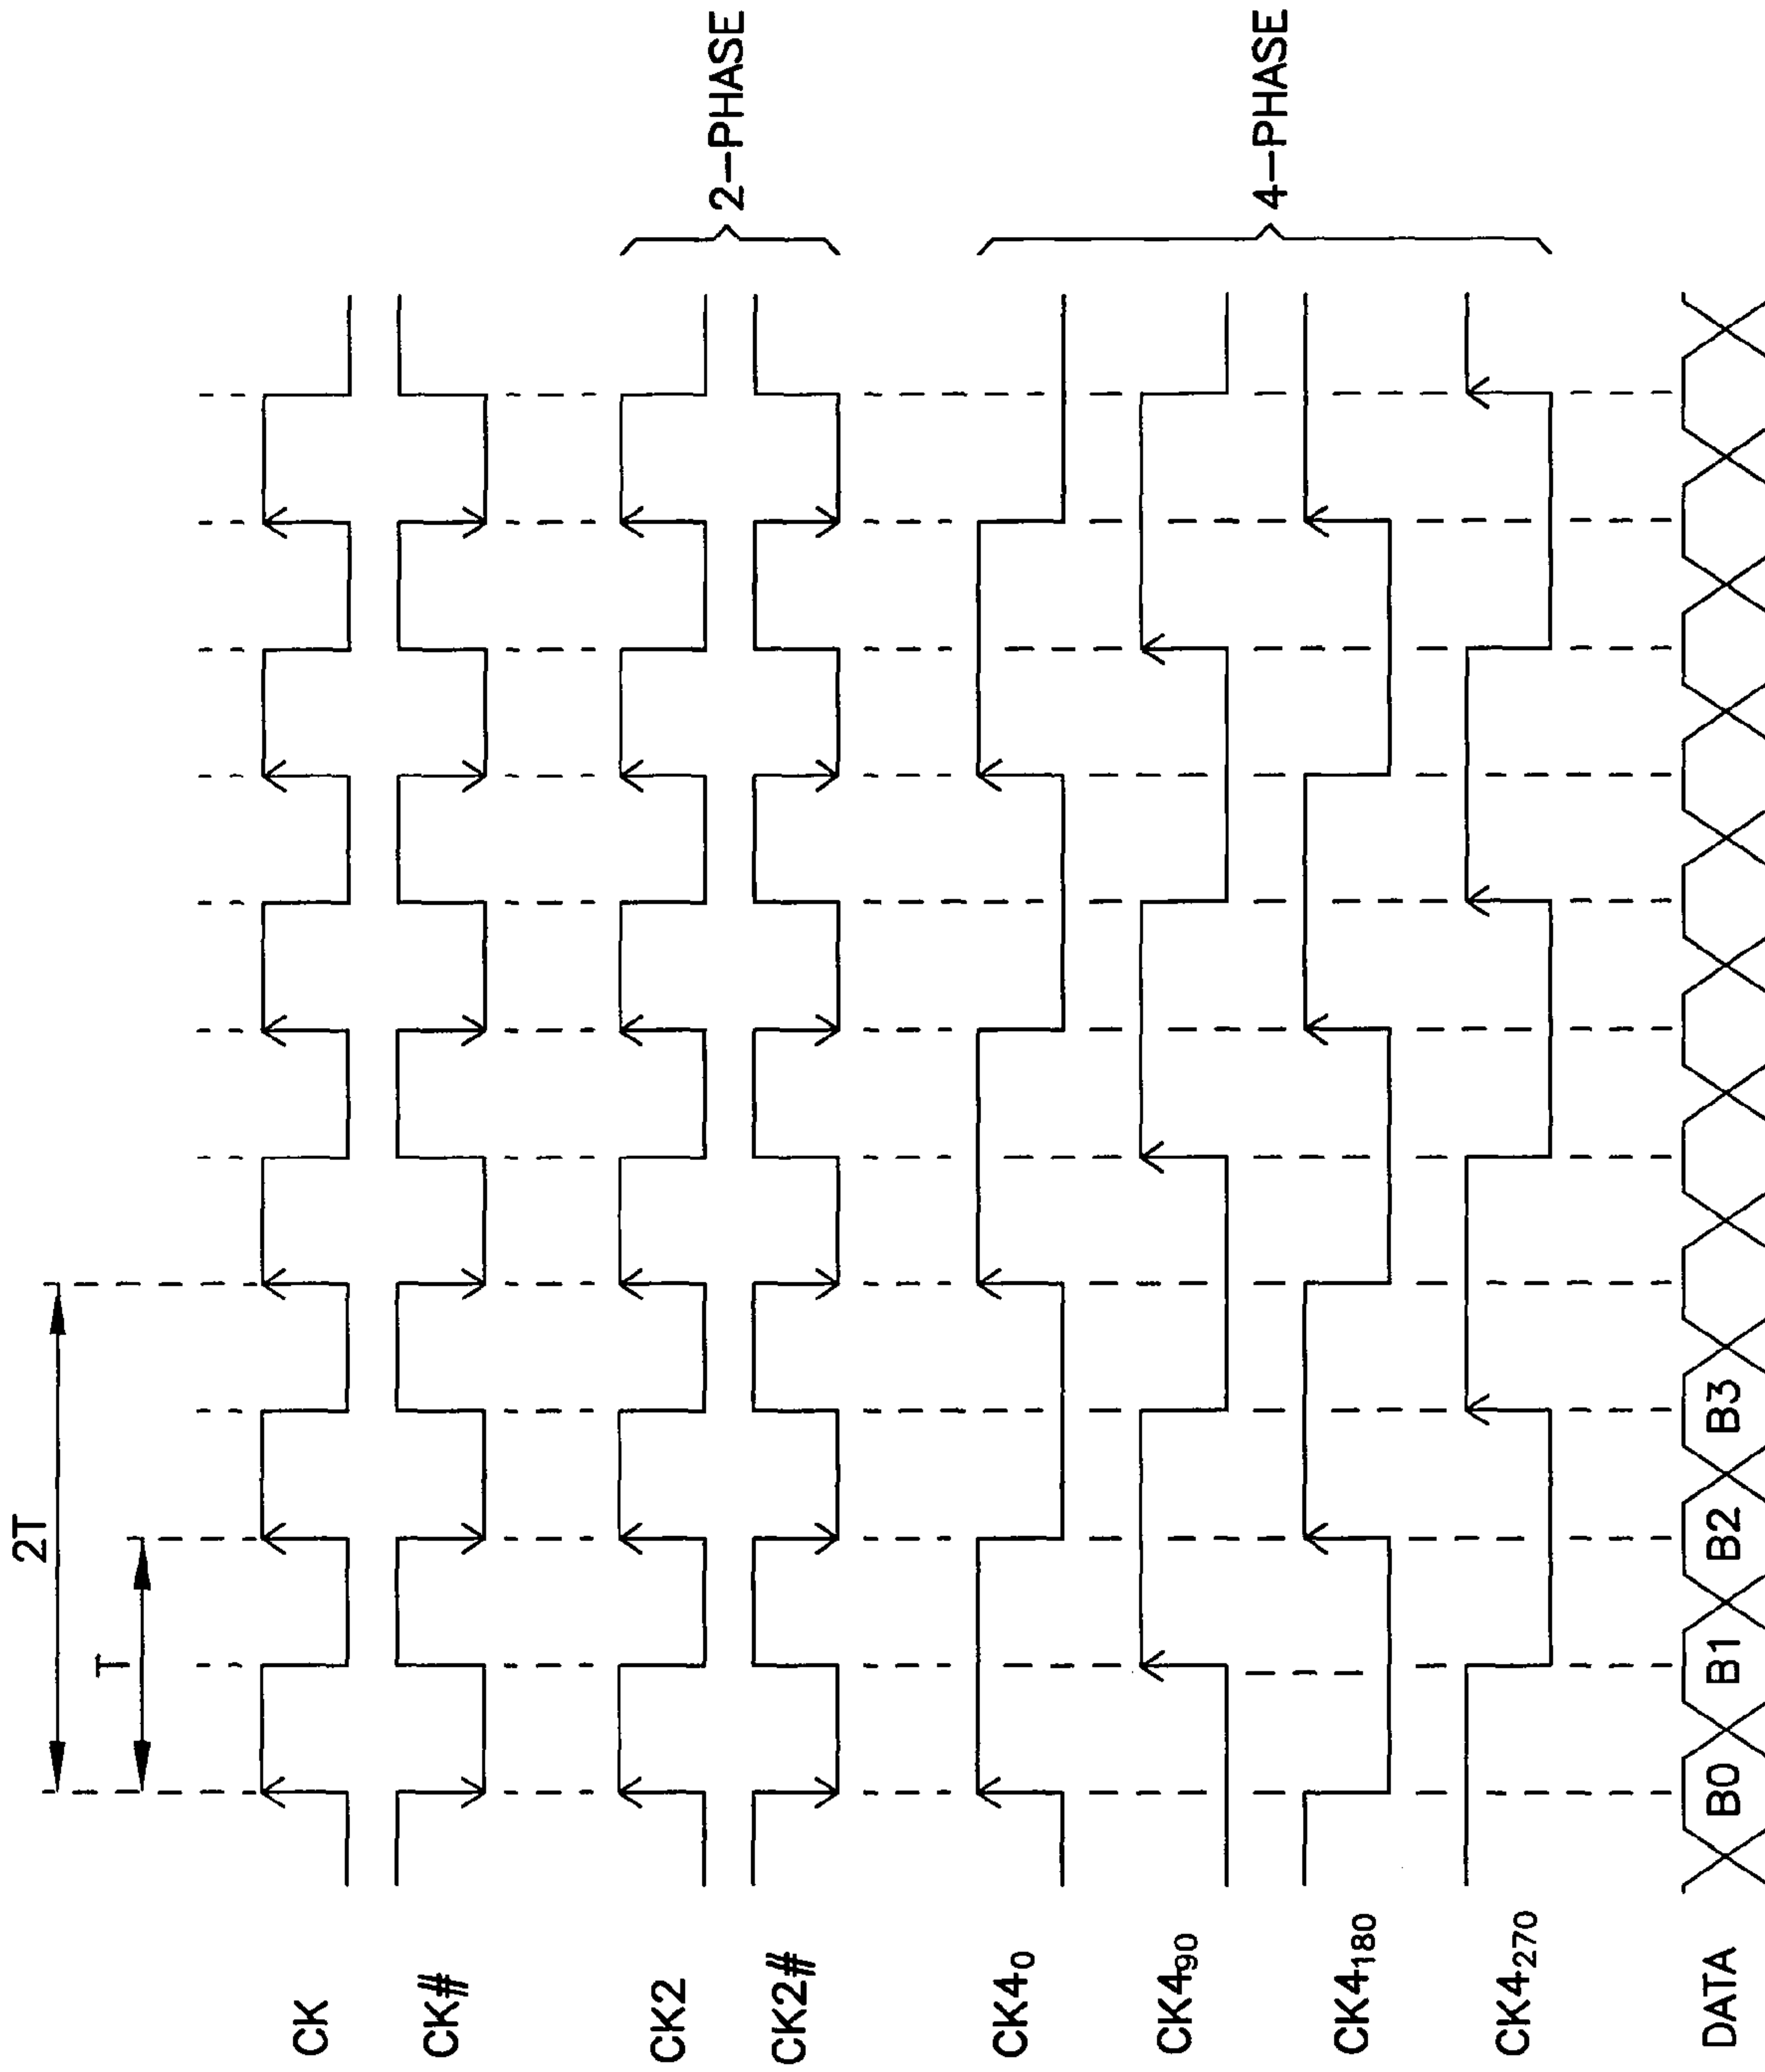 2T
T
CK
CK#
CK2
CK2#
2-PHASE
CK4₀
CK4₉₀
CK4₁₈₀
CK4₂₇₀
4-PHASE
DATA B0 B1 B2 B3